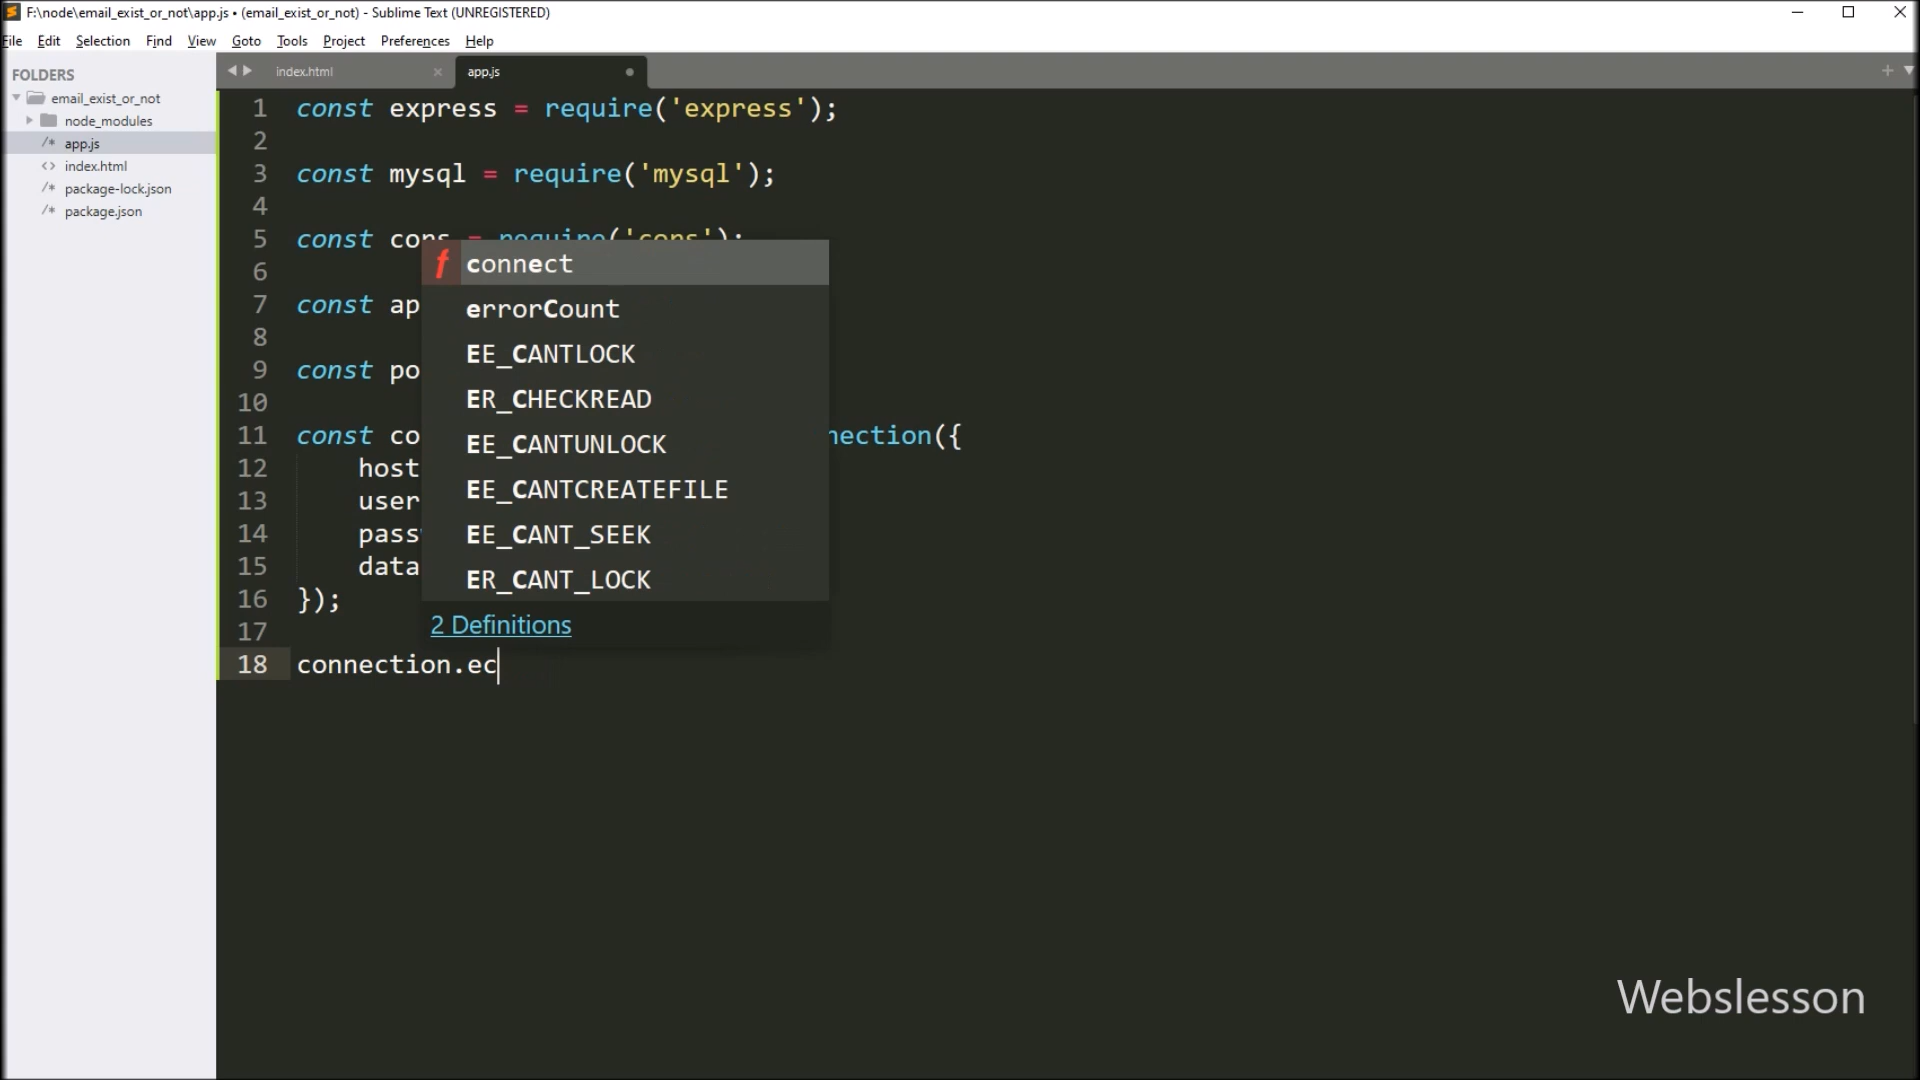 F:\node\email_exist_or_not\app.js • (email_exist_or_not) - Sublime Text (UNREGISTERED)
File Edit Selection Find View Goto Tools Project Preferences Help
FOLDERS
email_exist_or_not
node_modules
/* app.js
<> index.html
/* package-lock.json
/* package.json
index.html × app.js
1 const express = require('express');
2
3 const mysql = require('mysql');
4
5 const cons = require('cors');
6
7 const ap
8
9 const po
10
11 const co nection({
12 host
13 user
14 pass
15 data
16 });
17
18 connection.ec
f connect
errorCount
EE_CANTLOCK
ER_CHECKREAD
EE_CANTUNLOCK
EE_CANTCREATEFILE
EE_CANT_SEEK
ER_CANT_LOCK
2 Definitions
Webslesson